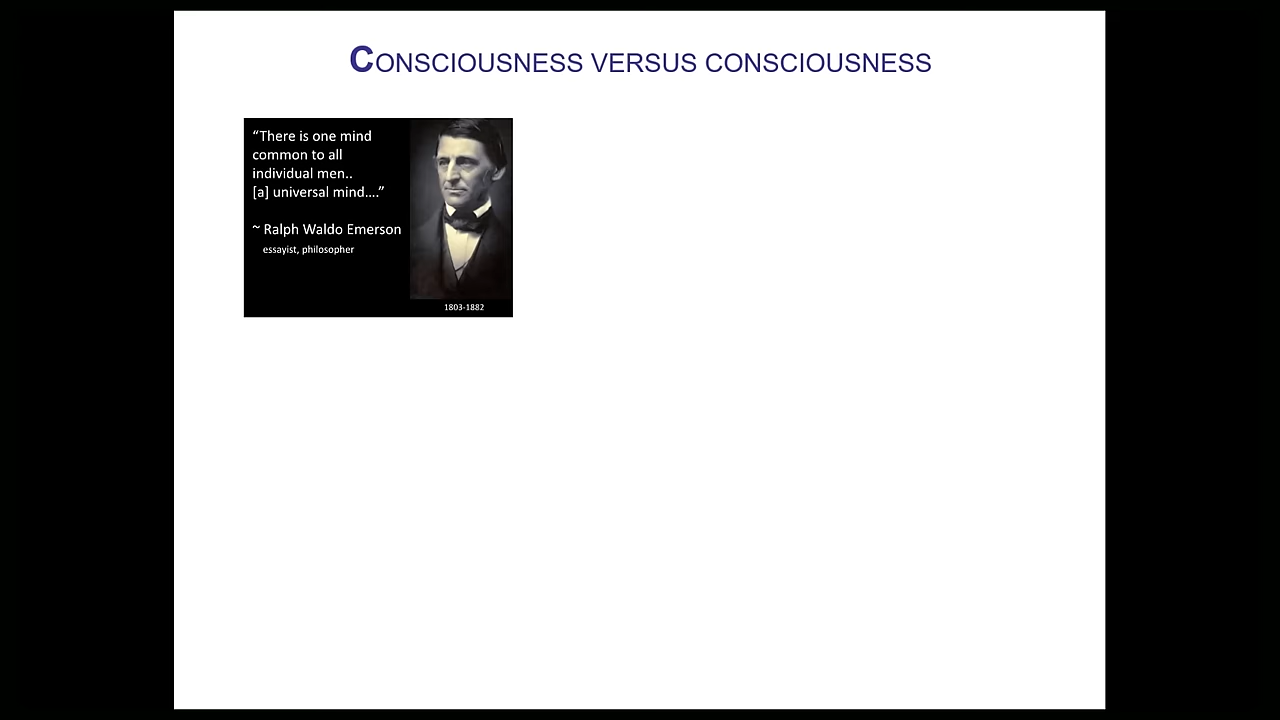 CONSCIOUSNESS VERSUS CONSCIOUSNESS
“There is one mind
common to all
individual men..
[a] universal mind....”
~ Ralph Waldo Emerson
essayist, philosopher
1803-1882